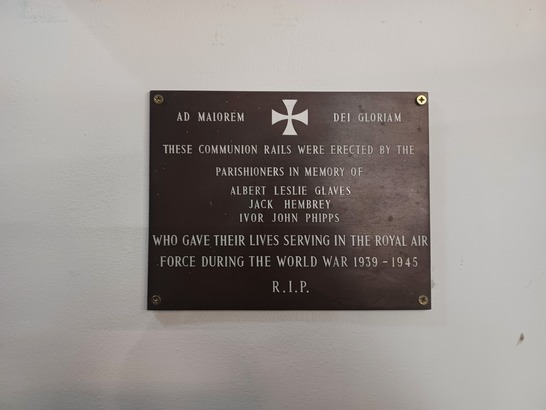 AD MAIOREM DEI GLORIAM
THESE COMMUNION RAILS WERE ERECTED BY THE
PARISHIONERS IN MEMORY OF
ALBERT LESLIE GLAVES
JACK HEMBREY
IVOR JOHN PHIPPS
WHO GAVE THEIR LIVES SERVING IN THE ROYAL AIR
FORCE DURING THE WORLD WAR 1939 - 1945
R.I.P.